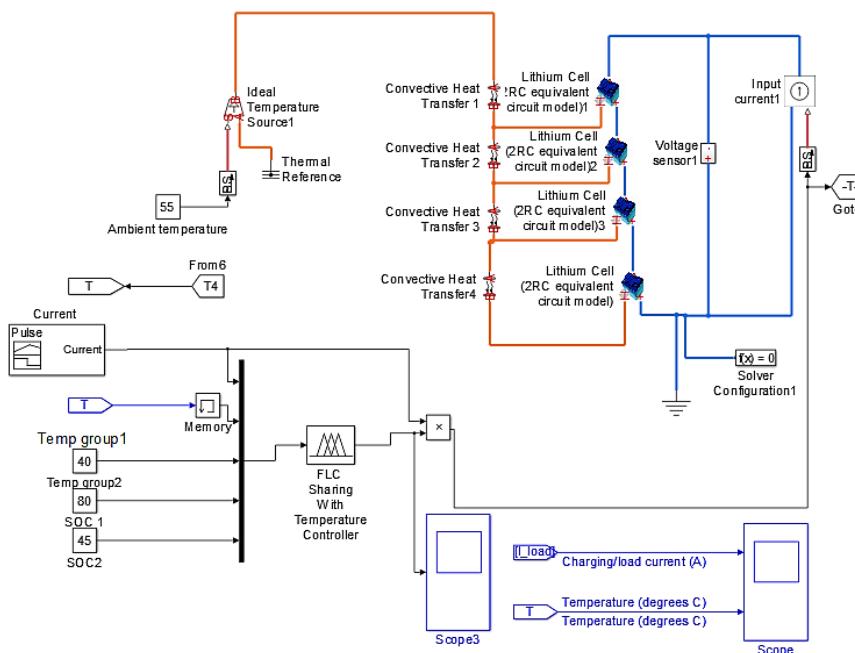 Ideal
Temperature
Source1
Thermal
Reference
55
Ambient temperature
Convective Heat
Transfer 1
Convective Heat
Transfer 2
Convective Heat
Transfer 3
Convective Heat
Transfer4
Lithium Cell
2RC equivalent
circuit model)1
Lithium Cell
(2RC equivalent
circuit model)2
Lithium Cell
(2RC equivalent
circuit model)3
Lithium Cell
(2RC equivalent
circuit model)
Voltage
sensor1
Input
current1
-T-
Goto
f(x) = 0
Solver
Configuration1
From6
T
T4
Current
Pulse
Current
T
Memory
Temp group1
40
Temp group2
80
SOC 1
45
SOC2
FLC
Sharing
With
Temperature
Controller
×
Scope3
[I_load]
Charging/load current (A)
T
Temperature (degrees C)
Temperature (degrees C)
Scope